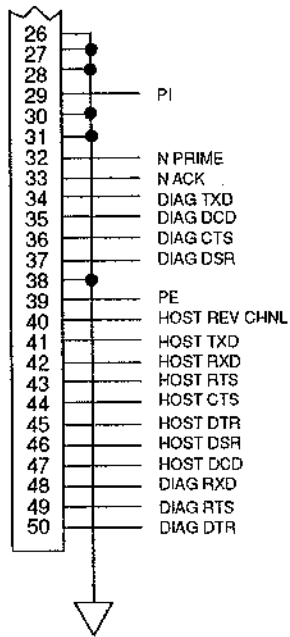 26
27
28
29 PI
30
31
32 N PRIME
33 N ACK
34 DIAG TXD
35 DIAG DCD
36 DIAG CTS
37 DIAG DSR
38
39 PE
40 HOST REV CHNL
41 HOST TXD
42 HOST RXD
43 HOST RTS
44 HOST CTS
45 HOST DTR
46 HOST DSR
47 HOST DCD
48 DIAG RXD
49 DIAG RTS
50 DIAG DTR